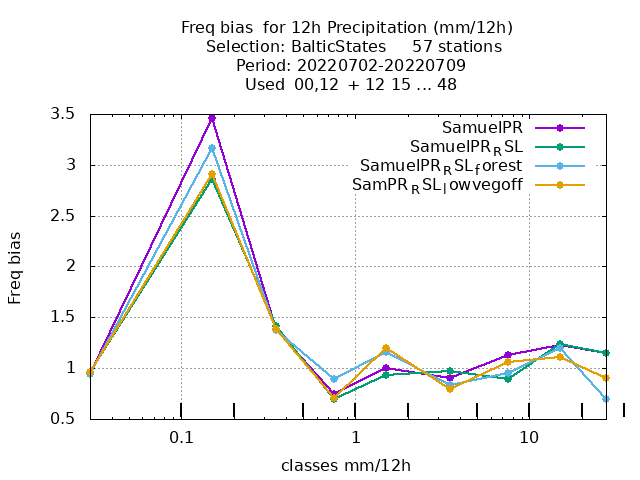 Freq bias  for 12h Precipitation (mm/12h)
Selection: BalticStates     57 stations
Period: 20220702-20220709
Used  00,12  + 12 15 ... 48
SamuelPR
SamuelPR_RSL
SamuelPR_RSL_forest
SamPR_RSL_lowvegoff
3.5
3
2.5
2
1.5
1
0.5
Freq bias
0.1
1
10
classes mm/12h